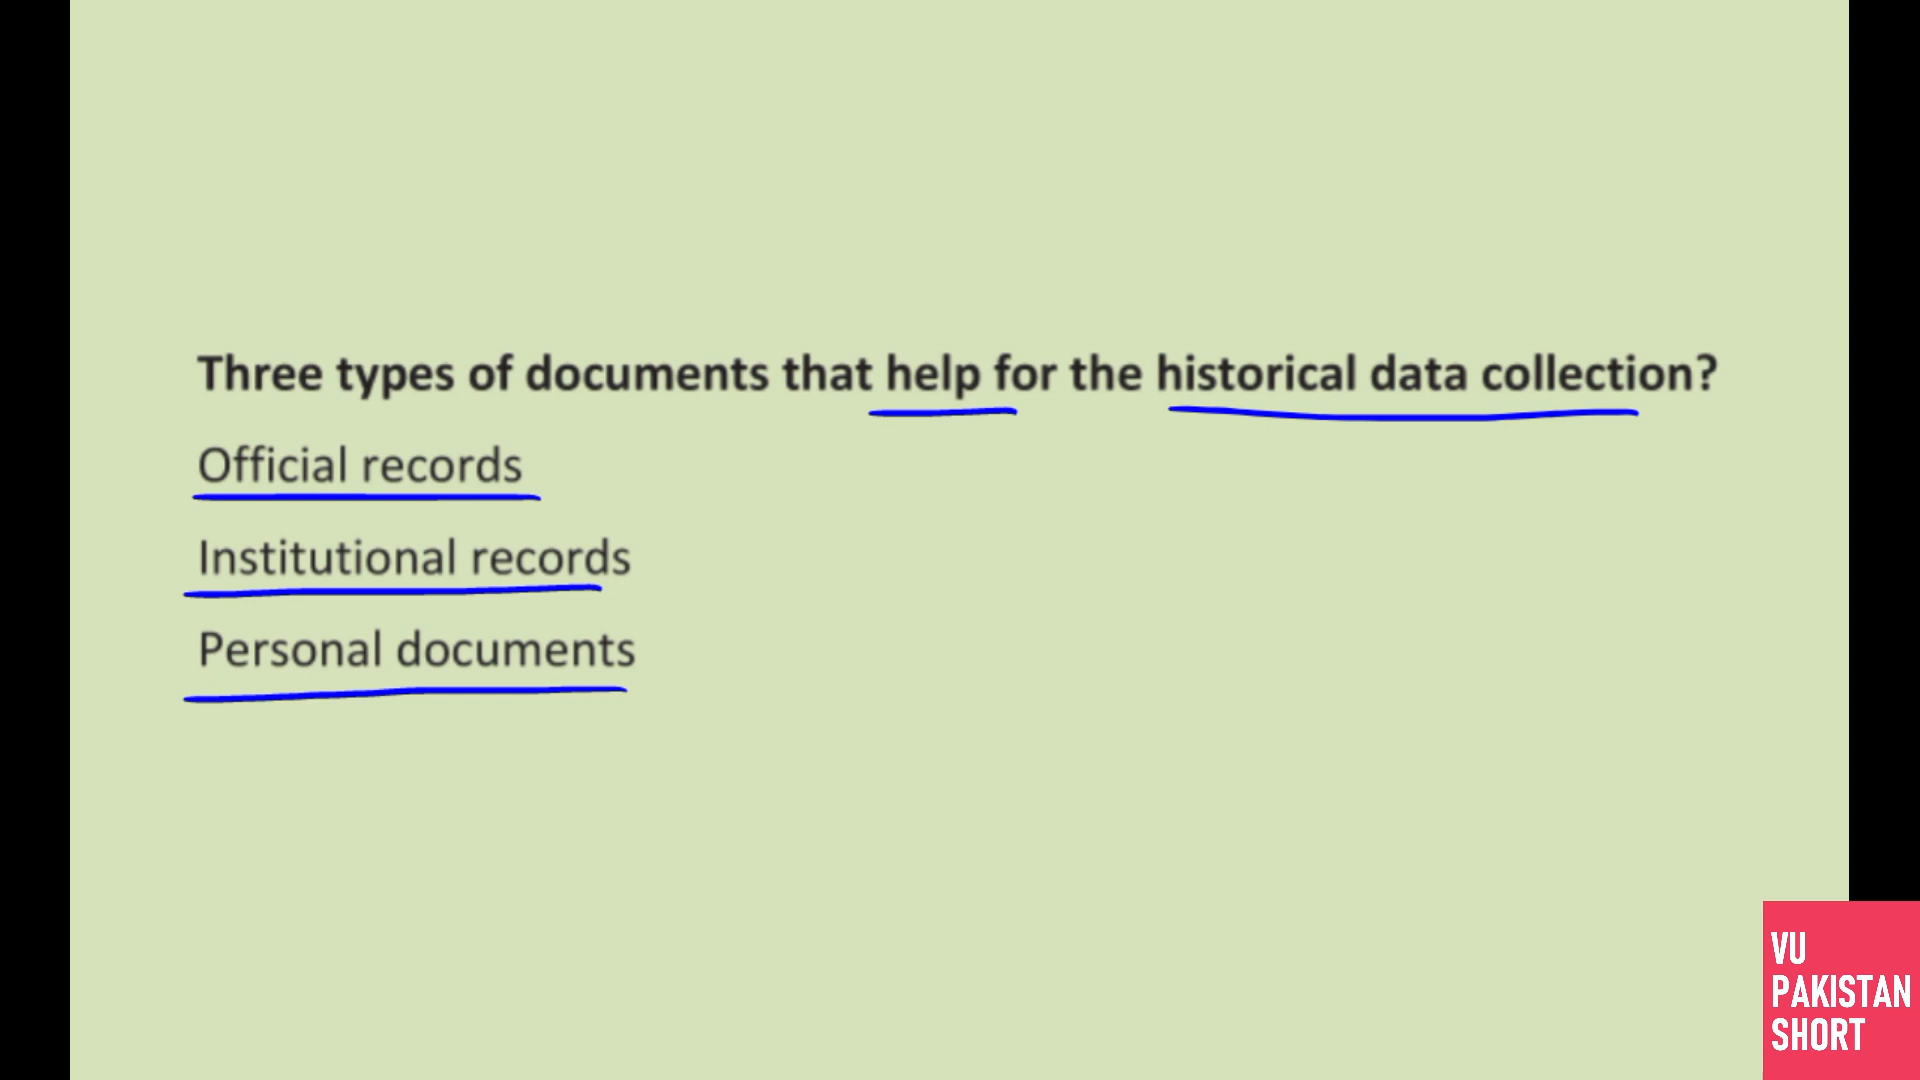 Three types of documents that help for the historical data collection?
Official records
Institutional records
Personal documents
VU
PAKISTAN
SHORT